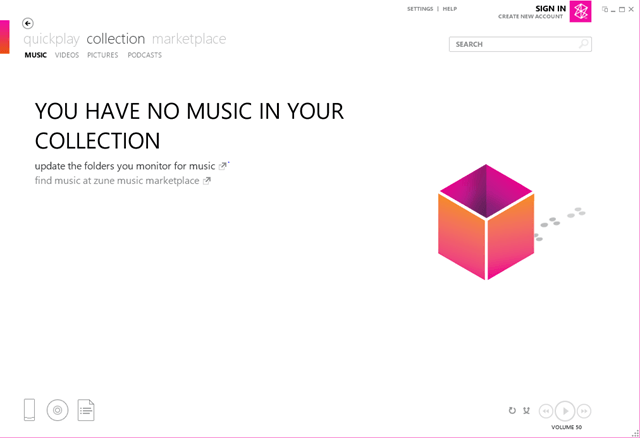 SETTINGS | HELP
SIGN IN
CREATE NEW ACCOUNT
quickplay collection marketplace
MUSIC VIDEOS PICTURES PODCASTS
SEARCH
YOU HAVE NO MUSIC IN YOUR
COLLECTION
update the folders you monitor for music
find music at zune music marketplace
VOLUME 50